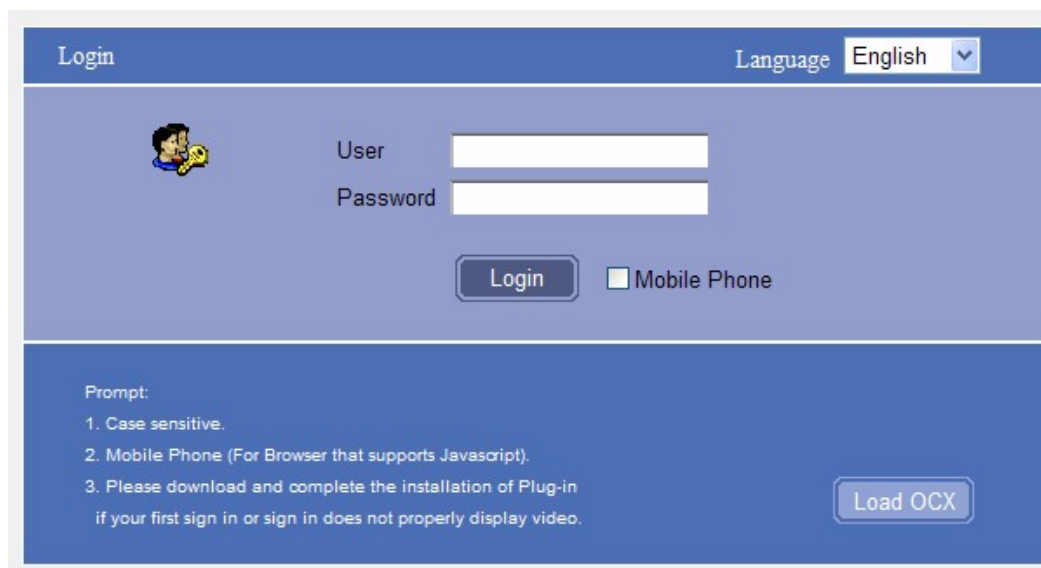 Login
Language English
User
Password
Login Mobile Phone
Prompt:
1. Case sensitive.
2. Mobile Phone (For Browser that supports Javascript).
3. Please download and complete the installation of Plug-in
if your first sign in or sign in does not properly display video.
Load OCX